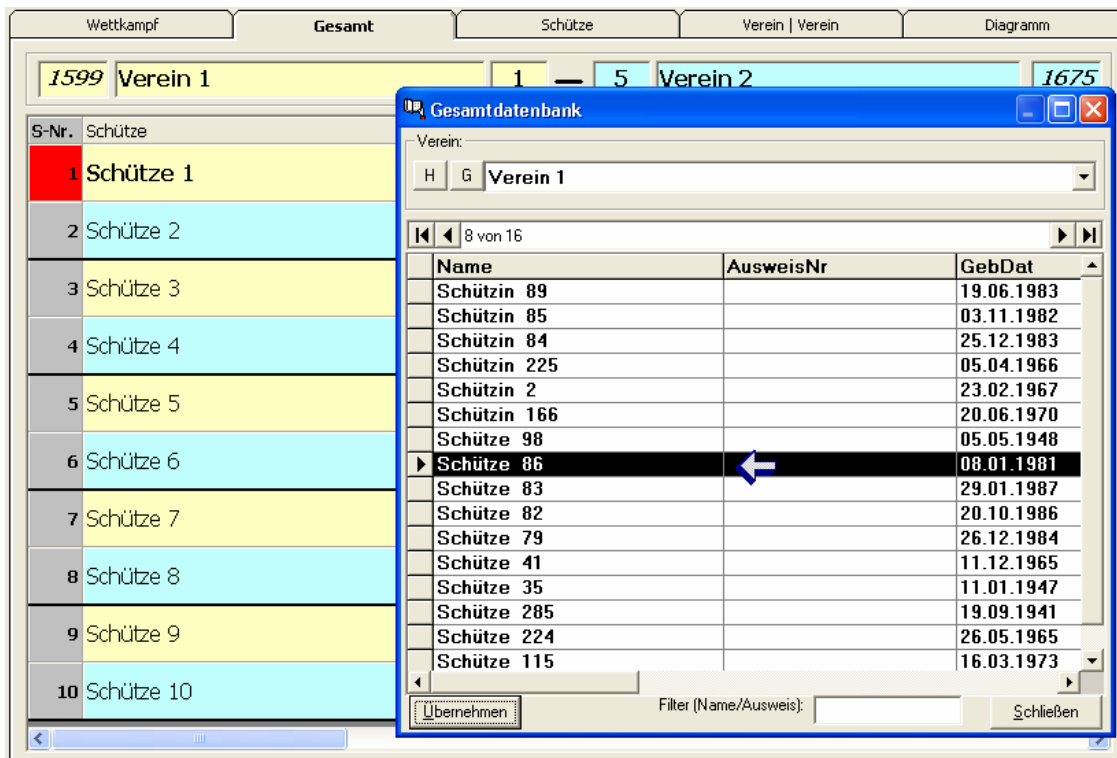 Wettkampf Gesamt Schütze Verein | Verein Diagramm
1599 Verein 1 1 — 5 Verein 2 1675
S-Nr. Schütze
1 Schütze 1
2 Schütze 2
3 Schütze 3
4 Schütze 4
5 Schütze 5
6 Schütze 6
7 Schütze 7
8 Schütze 8
9 Schütze 9
10 Schütze 10
Gesamtdatenbank
Verein:
H G Verein 1
8 von 16
Name AusweisNr GebDat
Schützin 89 19.06.1983
Schützin 85 03.11.1982
Schützin 84 25.12.1983
Schützin 225 05.04.1966
Schützin 2 23.02.1967
Schützin 166 20.06.1970
Schütze 98 05.05.1948
Schütze 86 08.01.1981
Schütze 83 29.01.1987
Schütze 82 20.10.1986
Schütze 79 26.12.1984
Schütze 41 11.12.1965
Schütze 35 11.01.1947
Schütze 285 19.09.1941
Schütze 224 26.05.1965
Schütze 115 16.03.1973
Übernehmen Filter (Name/Ausweis): Schließen